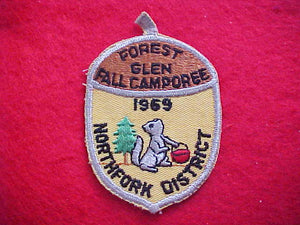 FOREST
GLEN
FALL CAMPOREE
1969
NORTHFORK DISTRICT